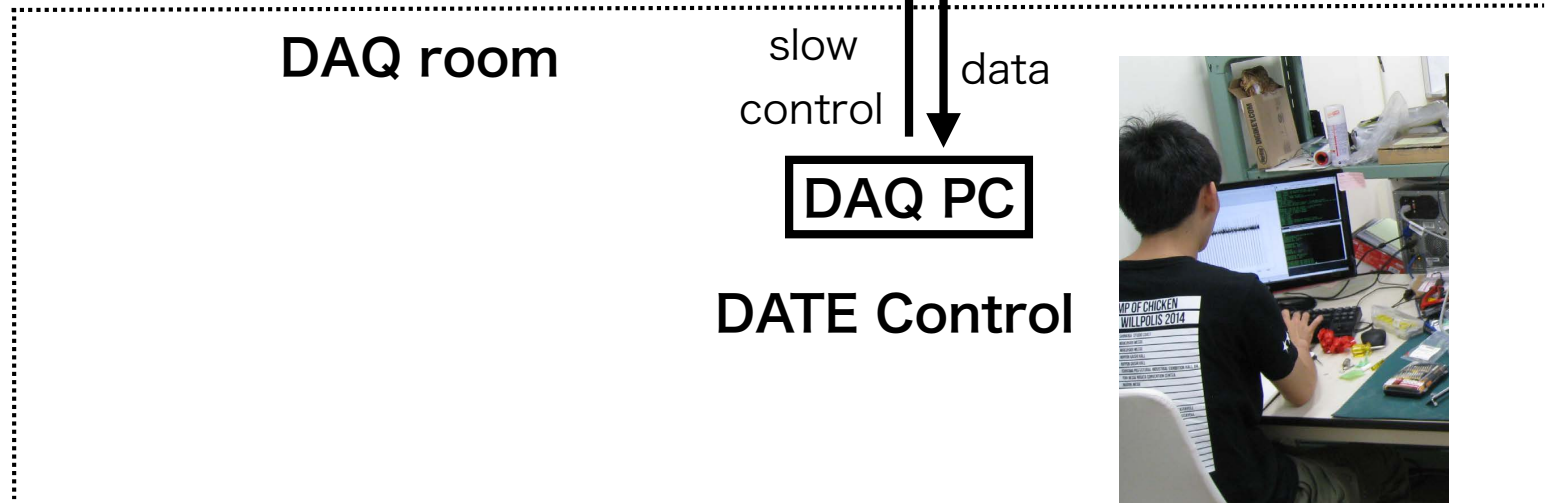 DAQ room
slow
control
data
DAQ PC
DATE Control
MP OF CHICKEN
WILLPOLIS 2014